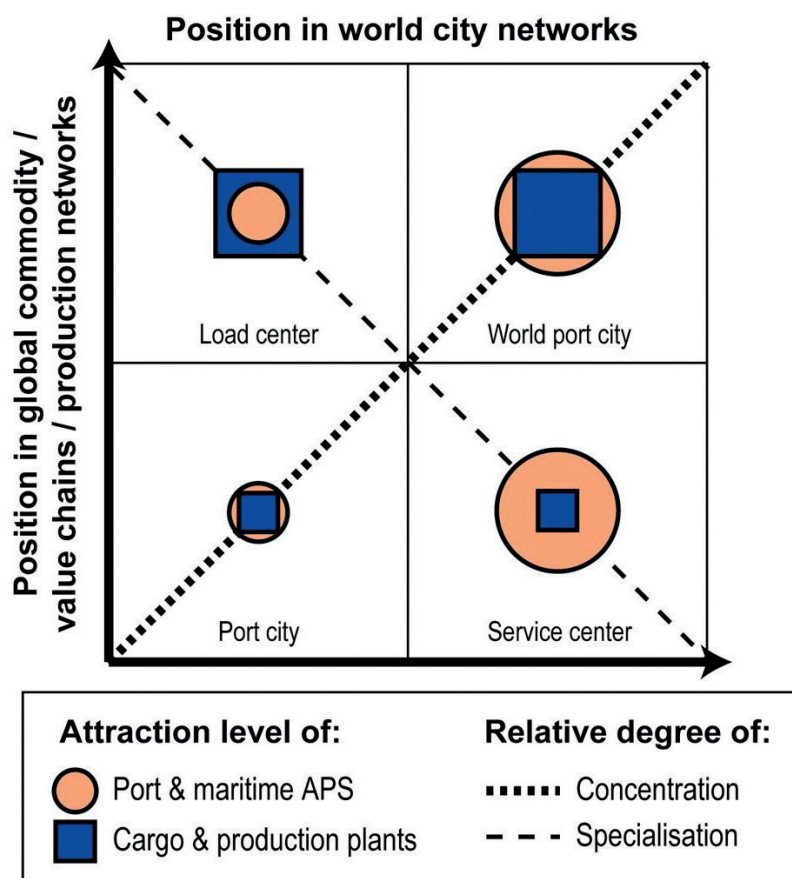 Position in world city networks
Position in global commodity /
value chains / production networks
Load center
World port city
Port city
Service center
Attraction level of:
Port & maritime APS
Cargo & production plants
Relative degree of:
Concentration
Specialisation